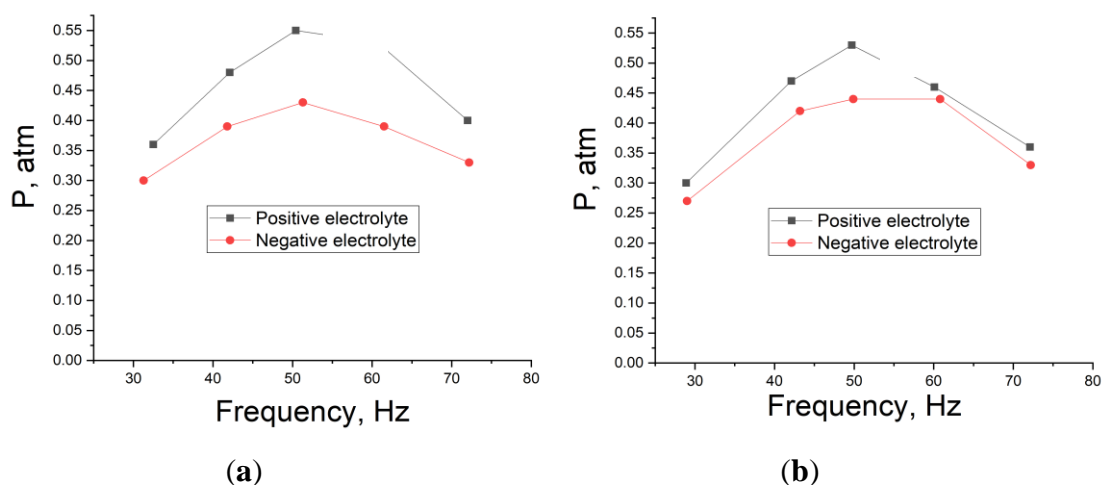 0.55
0.50
0.45
0.40
0.35
0.30
0.25
0.20
0.15
0.10
0.05
0.00
P, atm
Positive electrolyte
Negative electrolyte
30 40 50 60 70 80
Frequency, Hz
(a)
0.55
0.50
0.45
0.40
0.35
0.30
0.25
0.20
0.15
0.10
0.05
0.00
P, atm
Positive electrolyte
Negative electrolyte
30 40 50 60 70 80
Frequency, Hz
(b)